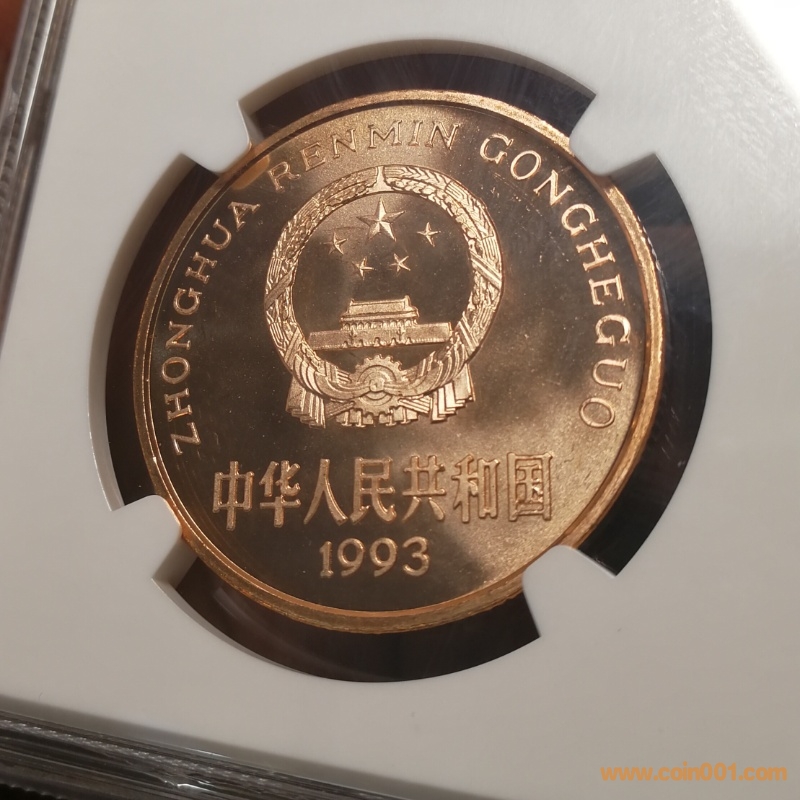 ZHONGHUA RENMIN GONGHEGUO
中华人民共和国
1993
www.coin001.com